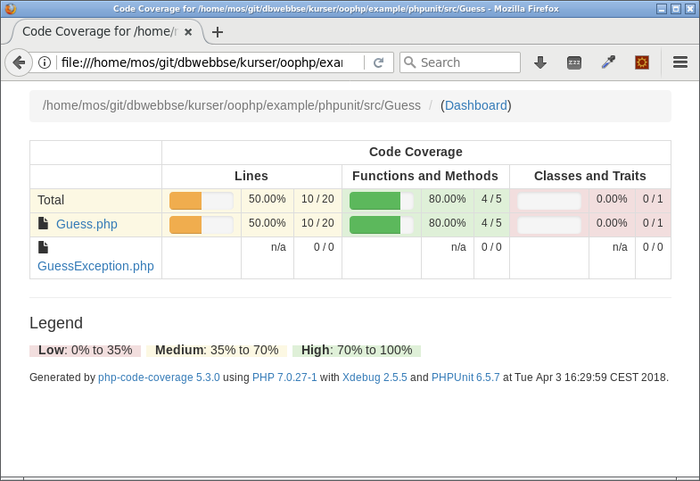 Code Coverage for /home/mos/git/dbwebbse/kurser/oophp/example/phpunit/src/Guess - Mozilla Firefox
Code Coverage for /home/r
file:///home/mos/git/dbwebbse/kurser/oophp/exa
Search
/home/mos/git/dbwebbse/kurser/oophp/example/phpunit/src/Guess / (Dashboard)
Code Coverage
Lines Functions and Methods Classes and Traits
Total 50.00% 10 / 20 80.00% 4 / 5 0.00% 0 / 1
Guess.php 50.00% 10 / 20 80.00% 4 / 5 0.00% 0 / 1
GuessException.php n/a 0 / 0 n/a 0 / 0 n/a 0 / 0
Legend
Low: 0% to 35% Medium: 35% to 70% High: 70% to 100%
Generated by php-code-coverage 5.3.0 using PHP 7.0.27-1 with Xdebug 2.5.5 and PHPUnit 6.5.7 at Tue Apr 3 16:29:59 CEST 2018.